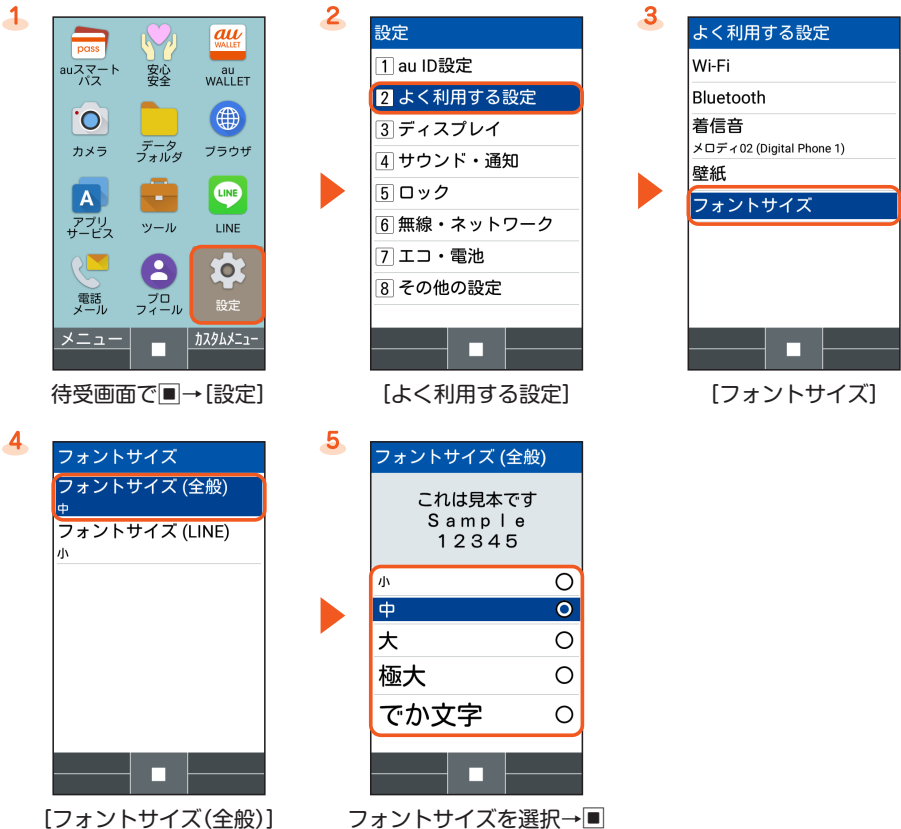 1
pass
auスマート
パス
安心
安全
au
WALLET
au
WALLET
カメラ
データ
フォルダ
ブラウザ
A
アプリ
サービス
ツール
LINE
LINE
電話
メール
プロ
フィール
設定
メニュー
ｶｽﾀﾑﾒﾆｭｰ
待受画面で▣→[設定]
2
設定
1 au ID設定
2 よく利用する設定
3 ディスプレイ
4 サウンド・通知
5 ロック
6 無線・ネットワーク
7 エコ・電池
8 その他の設定
[よく利用する設定]
3
よく利用する設定
Wi-Fi
Bluetooth
着信音
メロディ02 (Digital Phone 1)
壁紙
フォントサイズ
[フォントサイズ]
4
フォントサイズ
フォントサイズ (全般)
中
フォントサイズ (LINE)
小
[フォントサイズ(全般)]
5
フォントサイズ (全般)
これは見本です
Ｓａｍｐｌｅ
１２３４５
小
中
大
極大
でか文字
フォントサイズを選択→▣